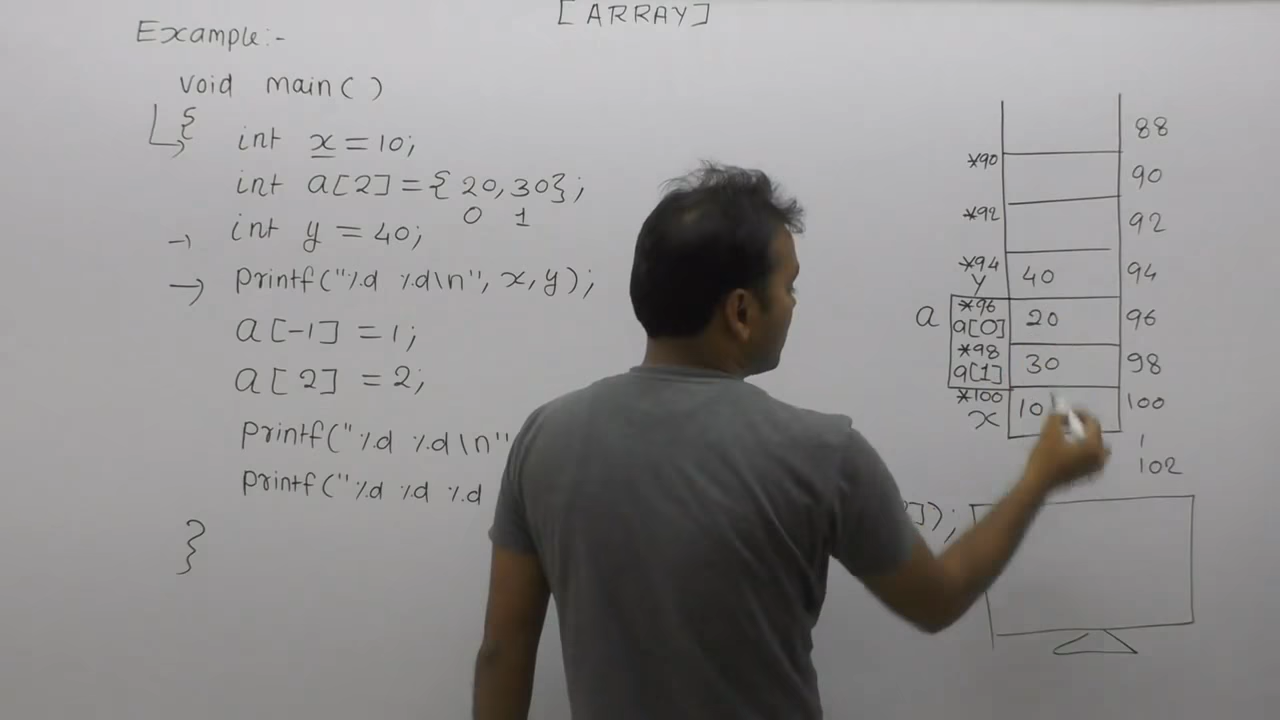 [ARRAY]
Example:-
void main()
{
int x=10;
int a[2]={20,30};
0 1
int y=40;
printf("%d %d\n",x,y);
a[-1]=1;
a[2]=2;
printf("%d %d\n"
printf("%d %d %d
]);
}
88
*90 90
*92 92
*94
y 40 94
a
*96
a[0] 20 96
*98
a[1] 30 98
*100
x 10 100
102